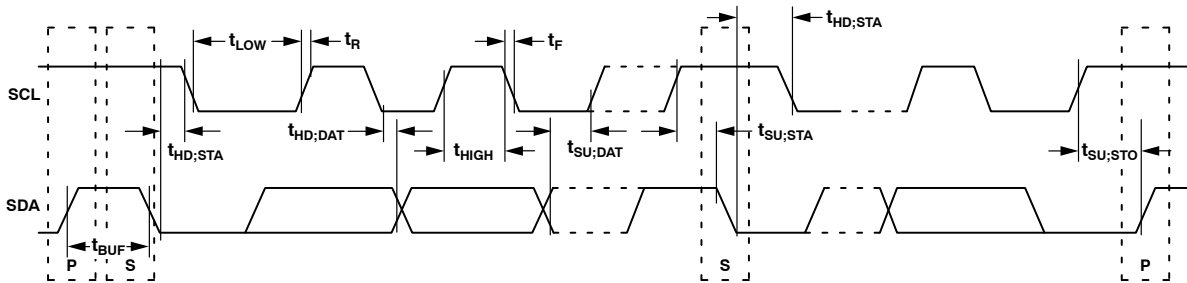 tHD;STA
tLOW
tR
tF
SCL
tHD;STA
tHD;DAT
tHIGH
tSU;DAT
tSU;STA
tSU;STO
SDA
tBUF
P
S
S
P